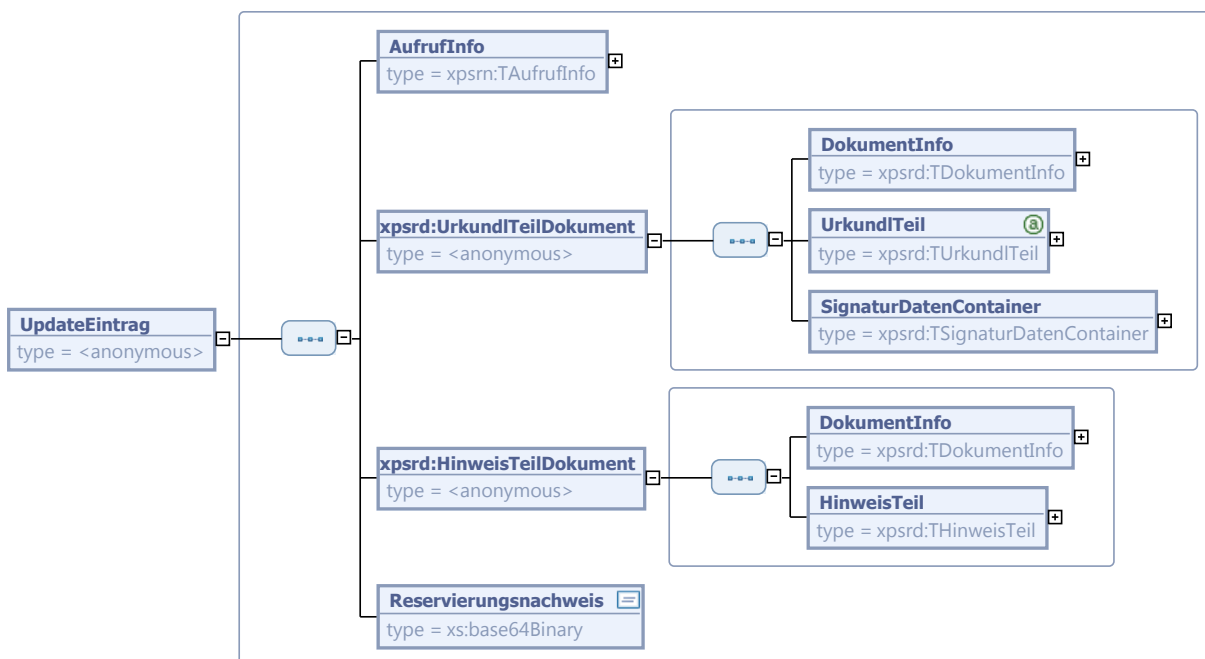 AufrufInfo
type = xpsrn:TAufrufInfo
DokumentInfo
type = xpsrd:TDokumentInfo
xpsrd:UrkundlTeilDokument
type = <anonymous>
UrkundlTeil
a
type = xpsrd:TUrkundlTeil
SignaturDatenContainer
type = xpsrd:TSignaturDatenContainer
UpdateEintrag
type = <anonymous>
DokumentInfo
type = xpsrd:TDokumentInfo
xpsrd:HinweisTeilDokument
type = <anonymous>
HinweisTeil
type = xpsrd:THinweisTeil
Reservierungsnachweis
type = xs:base64Binary